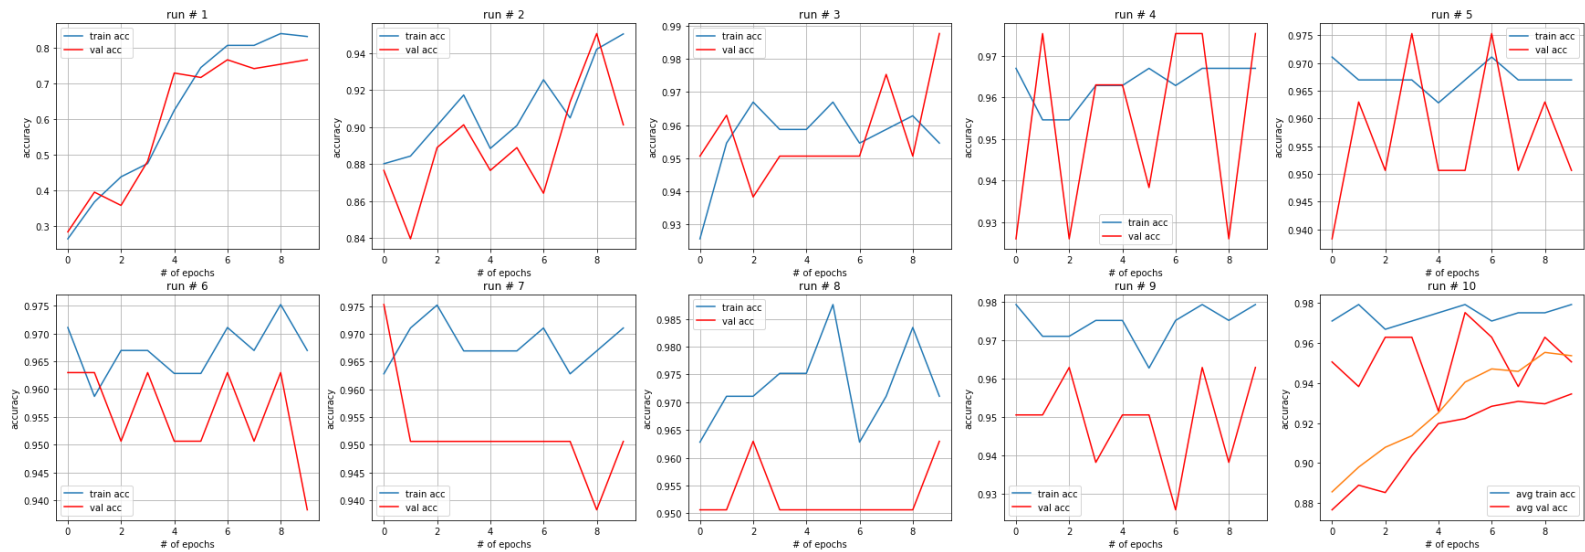 run # 1
train acc
val acc
0.8
0.7
0.6
0.5
0.4
0.3
accuracy
0 2 4 6 8
# of epochs
run # 2
train acc
val acc
0.94
0.92
0.90
0.88
0.86
0.84
accuracy
0 2 4 6 8
# of epochs
run # 3
train acc
val acc
0.99
0.98
0.97
0.96
0.95
0.94
0.93
accuracy
0 2 4 6 8
# of epochs
run # 4
0.97
0.96
0.95
0.94
0.93
accuracy
train acc
val acc
0 2 4 6 8
# of epochs
run # 5
train acc
val acc
0.975
0.970
0.965
0.960
0.955
0.950
0.945
0.940
accuracy
0 2 4 6 8
# of epochs
run # 6
0.975
0.970
0.965
0.960
0.955
0.950
0.945
0.940
accuracy
train acc
val acc
0 2 4 6 8
# of epochs
run # 7
0.975
0.970
0.965
0.960
0.955
0.950
0.945
0.940
accuracy
train acc
val acc
0 2 4 6 8
# of epochs
run # 8
train acc
val acc
0.985
0.980
0.975
0.970
0.965
0.960
0.955
0.950
accuracy
0 2 4 6 8
# of epochs
run # 9
0.98
0.97
0.96
0.95
0.94
0.93
accuracy
train acc
val acc
0 2 4 6 8
# of epochs
run # 10
0.98
0.96
0.94
0.92
0.90
0.88
accuracy
avg train acc
avg val acc
0 2 4 6 8
# of epochs